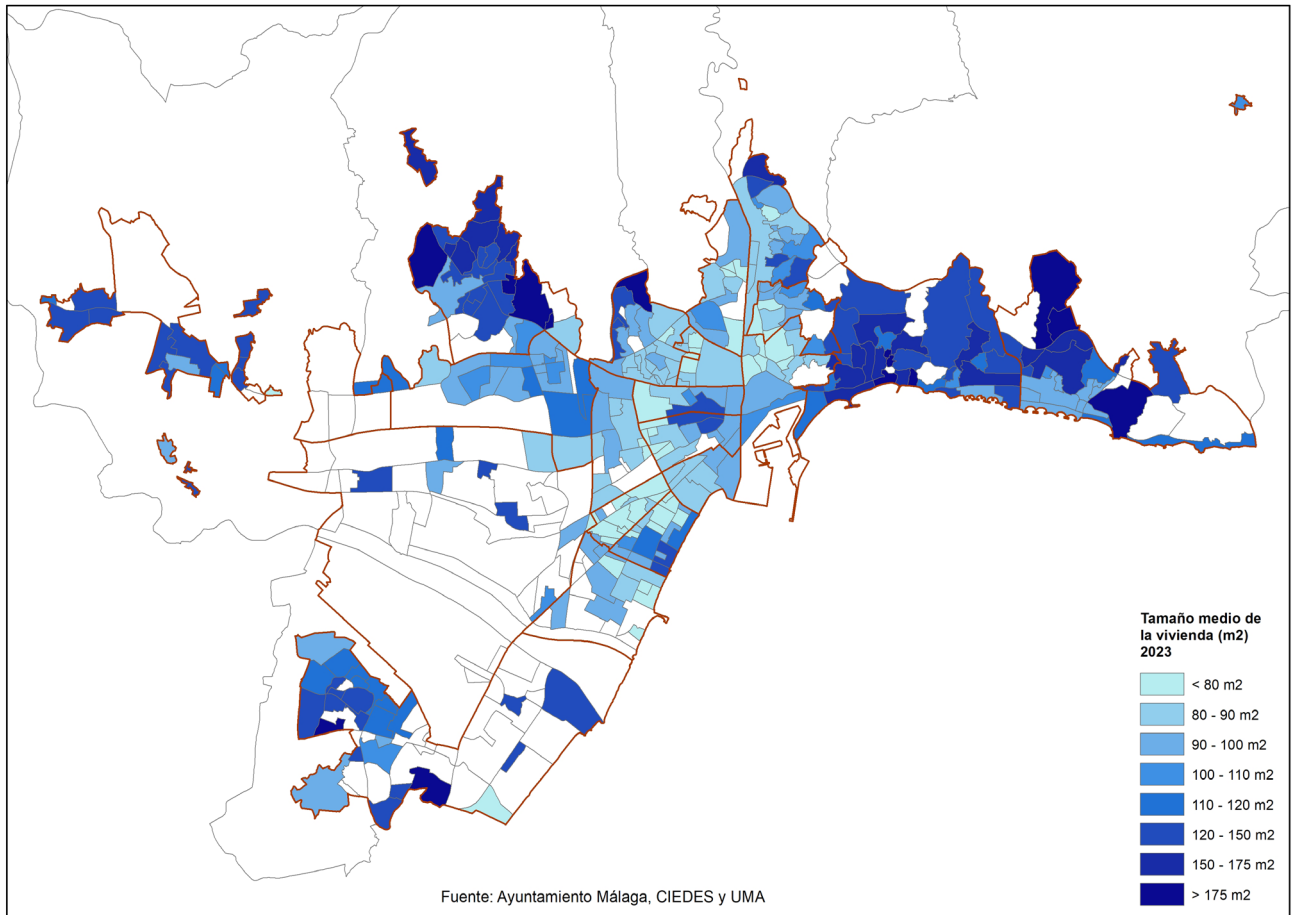 Tamaño medio de
la vivienda (m2)
2023
< 80 m2
80 - 90 m2
90 - 100 m2
100 - 110 m2
110 - 120 m2
120 - 150 m2
150 - 175 m2
> 175 m2
Fuente: Ayuntamiento Málaga, CIEDES y UMA